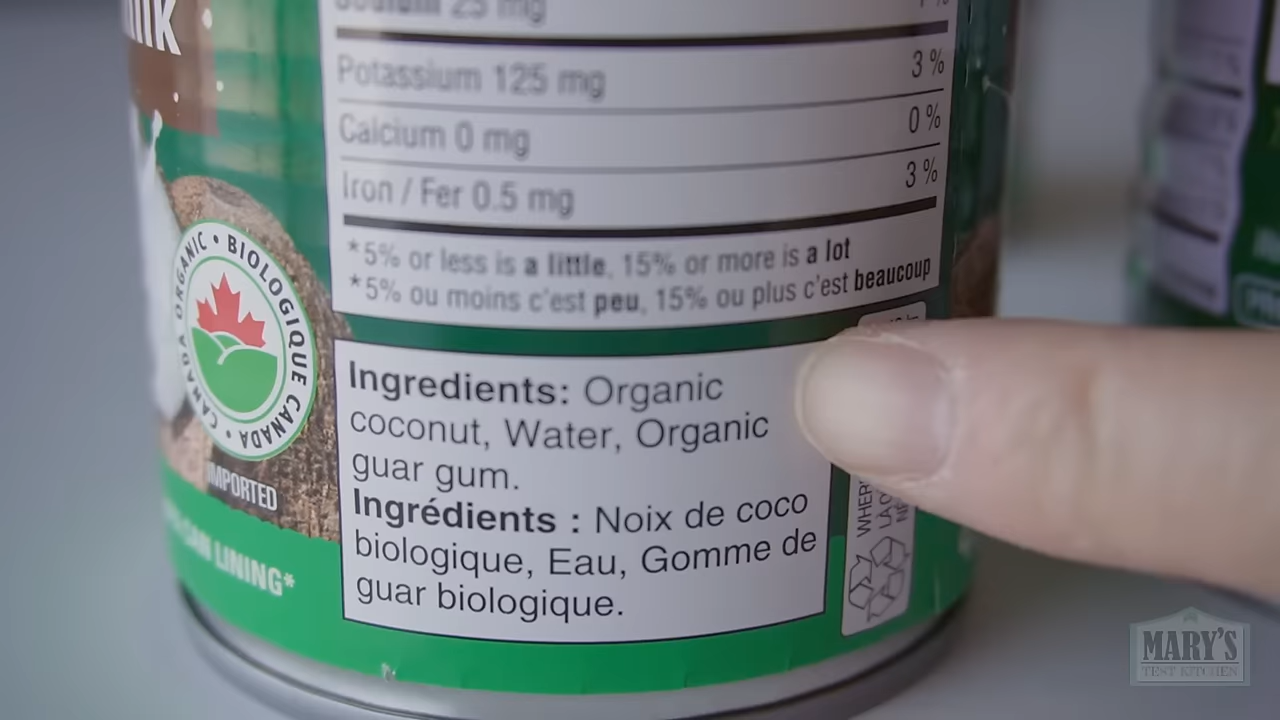 Sodium 25 mg
Potassium 125 mg 3 %
Calcium 0 mg 0 %
Iron / Fer 0.5 mg 3 %
*5% or less is a little, 15% or more is a lot
*5% ou moins c'est peu, 15% ou plus c'est beaucoup
CANADA ORGANIC • BIOLOGIQUE CANADA •
IMPORTED
LINING*
Ingredients: Organic
coconut, Water, Organic
guar gum.
Ingrédients : Noix de coco
biologique, Eau, Gomme de
guar biologique.
MARY'S
TEST KITCHEN